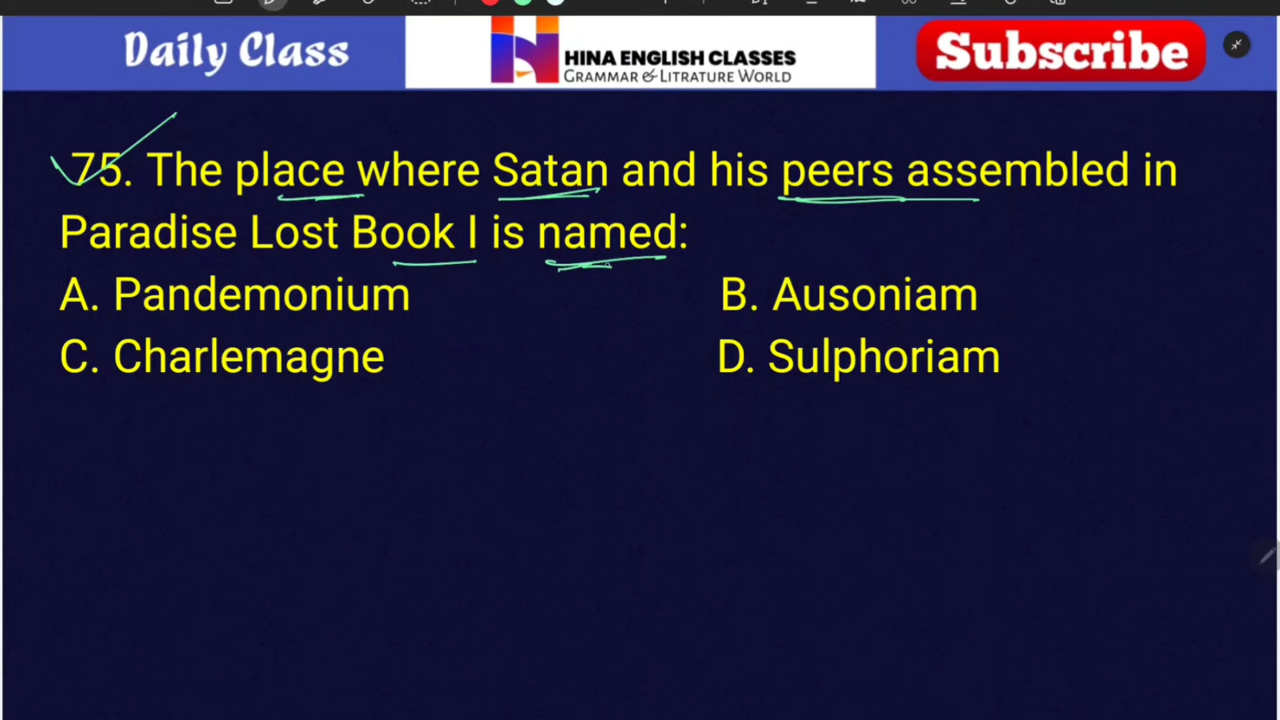 Daily Class
HINA ENGLISH CLASSES
GRAMMAR & LITRATURE WORLD
Subscribe
75. The place where Satan and his peers assembled in
Paradise Lost Book I is named:
A. Pandemonium
B. Ausoniam
C. Charlemagne
D. Sulphoriam